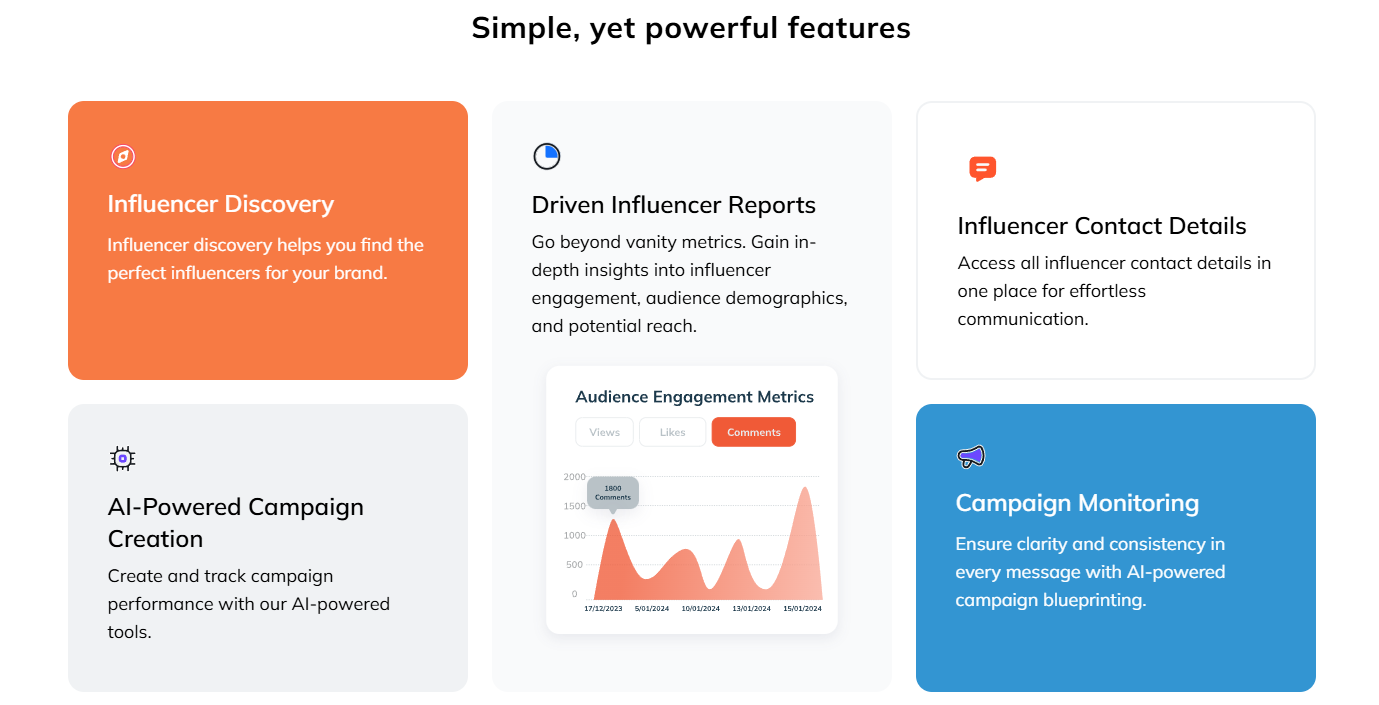 Simple, yet powerful features
Influencer Discovery
Influencer discovery helps you find the
perfect influencers for your brand.
AI-Powered Campaign
Creation
Create and track campaign
performance with our AI-powered
tools.
Driven Influencer Reports
Go beyond vanity metrics. Gain in-
depth insights into influencer
engagement, audience demographics,
and potential reach.
Audience Engagement Metrics
Views Likes Comments
2000
1800
Comments
1500
1000
500
0
17/12/2023 5/01/2024 10/01/2024 13/01/2024 15/01/2024
Influencer Contact Details
Access all influencer contact details in
one place for effortless
communication.
Campaign Monitoring
Ensure clarity and consistency in
every message with AI-powered
campaign blueprinting.